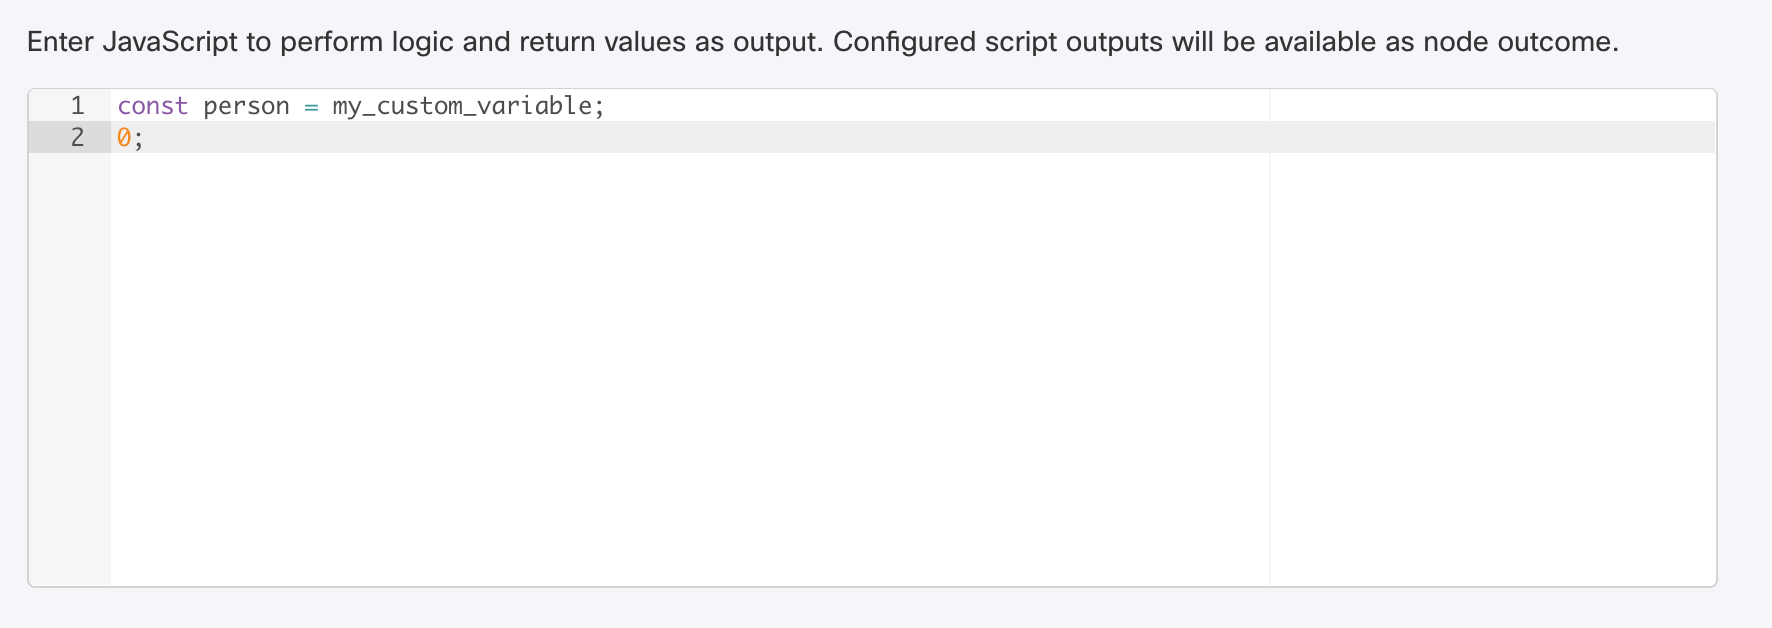 Enter JavaScript to perform logic and return values as output. Configured script outputs will be available as node outcome.
1 const person = my_custom_variable;
2 0;